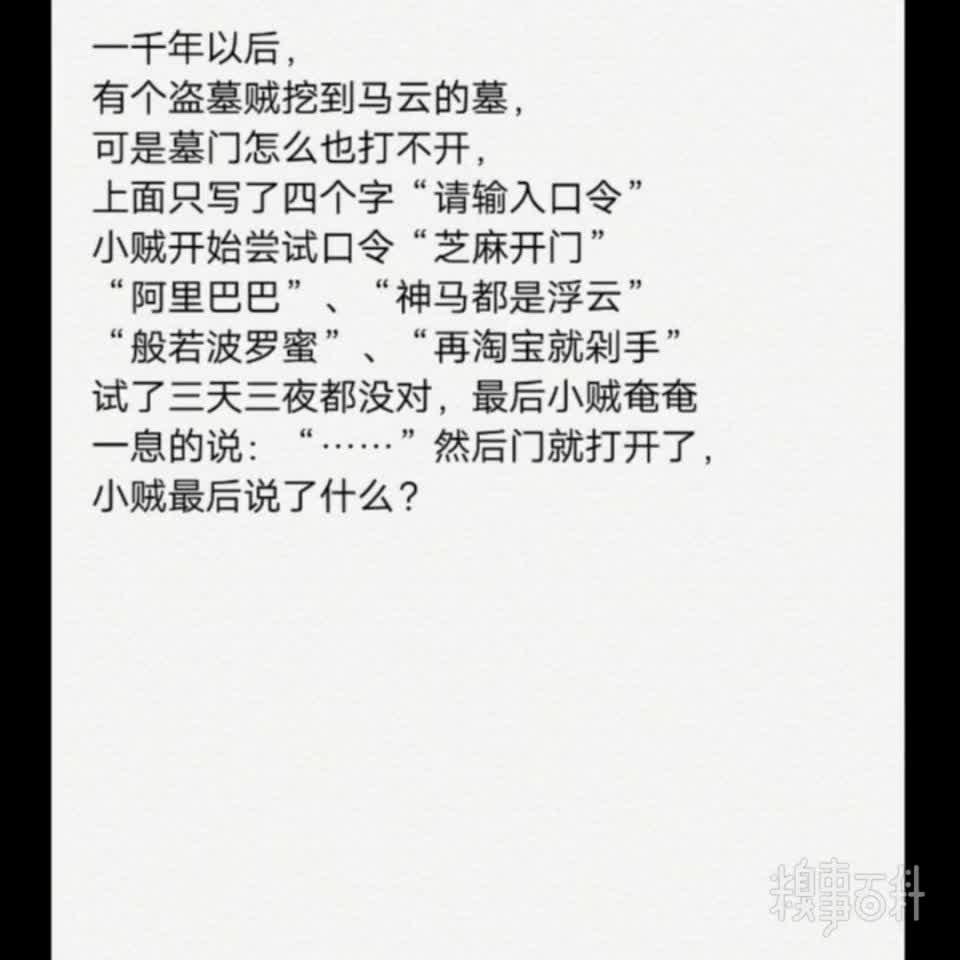 一千年以后，
有个盗墓贼挖到马云的墓，
可是墓门怎么也打不开，
上面只写了四个字“请输入口令”
小贼开始尝试口令“芝麻开门”
“阿里巴巴”、“神马都是浮云”
“般若波罗蜜”、“再淘宝就剁手”
试了三天三夜都没对，最后小贼奄奄
一息的说：“……”然后门就打开了，
小贼最后说了什么？
糗事百科